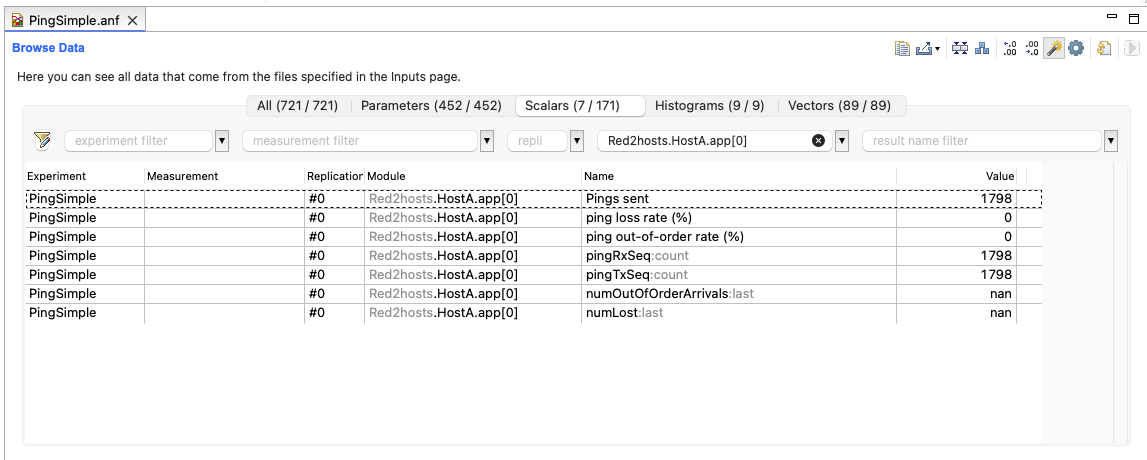 PingSimple.anf
Browse Data
Here you can see all data that come from the files specified in the Inputs page.
All (721 / 721) Parameters (452 / 452) Scalars (7 / 171) Histograms (9 / 9) Vectors (89 / 89)
experiment filter measurement filter repli Red2hosts.HostA.app[0] result name filter
Experiment Measurement Replication Module Name Value
PingSimple #0 Red2hosts.HostA.app[0] Pings sent 1798
PingSimple #0 Red2hosts.HostA.app[0] ping loss rate (%) 0
PingSimple #0 Red2hosts.HostA.app[0] ping out-of-order rate (%) 0
PingSimple #0 Red2hosts.HostA.app[0] pingRxSeq:count 1798
PingSimple #0 Red2hosts.HostA.app[0] pingTxSeq:count 1798
PingSimple #0 Red2hosts.HostA.app[0] numOutOfOrderArrivals:last nan
PingSimple #0 Red2hosts.HostA.app[0] numLost:last nan